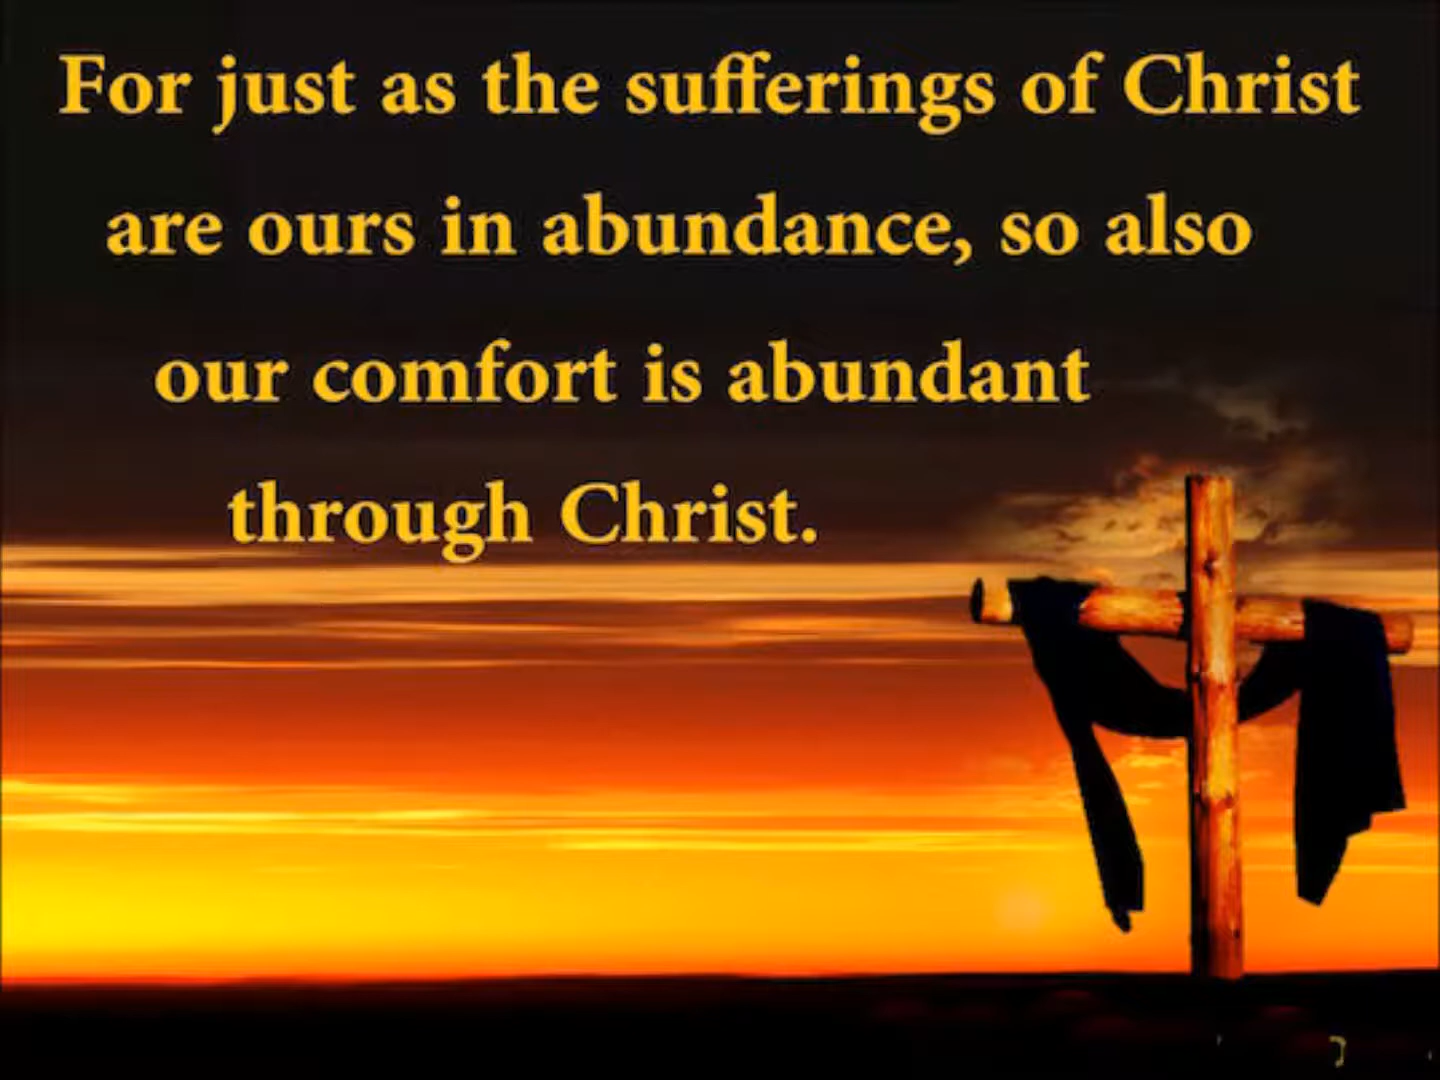 For just as the sufferings of Christ
are ours in abundance, so also
our comfort is abundant
through Christ.